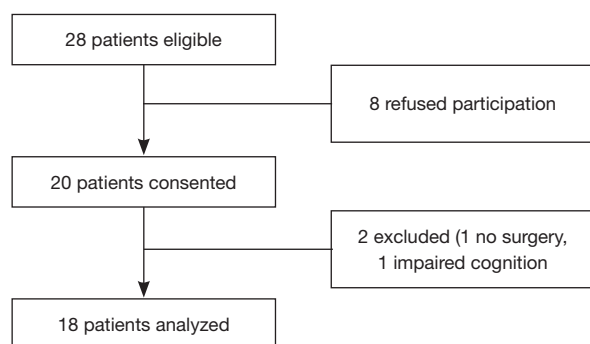 28 patients eligible
8 refused participation
20 patients consented
2 excluded (1 no surgery,
1 impaired cognition
18 patients analyzed